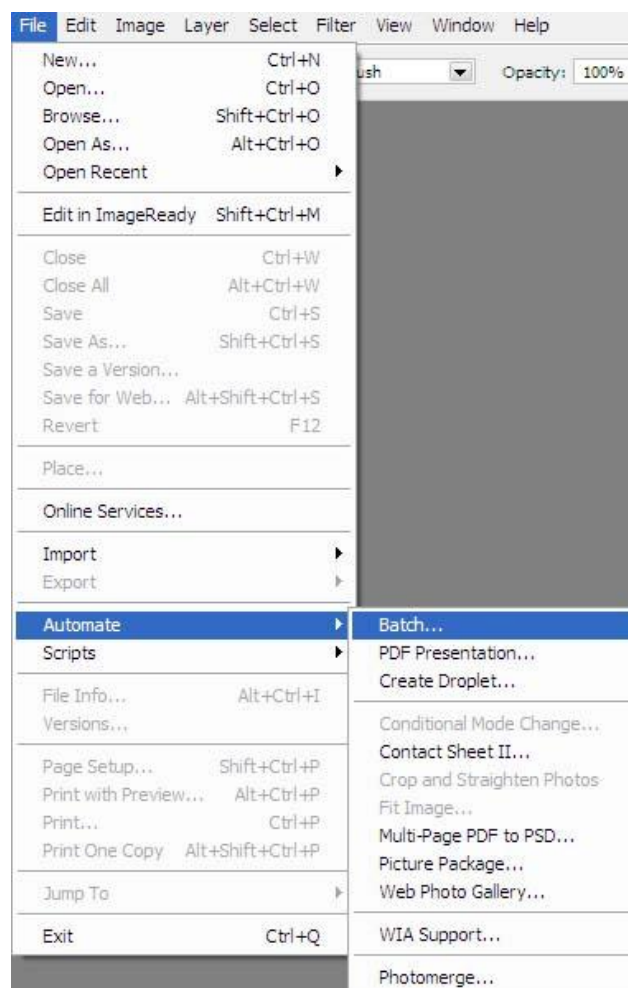 File Edit Image Layer Select Filter View Window Help
ush Opacity: 100%
New... Ctrl+N
Open... Ctrl+O
Browse... Shift+Ctrl+O
Open As... Alt+Ctrl+O
Open Recent
Edit in ImageReady Shift+Ctrl+M
Close Ctrl+W
Close All Alt+Ctrl+W
Save Ctrl+S
Save As... Shift+Ctrl+S
Save a Version...
Save for Web... Alt+Shift+Ctrl+S
Revert F12
Place...
Online Services...
Import
Export
Automate
Scripts
File Info... Alt+Ctrl+I
Versions...
Page Setup... Shift+Ctrl+P
Print with Preview... Alt+Ctrl+P
Print... Ctrl+P
Print One Copy Alt+Shift+Ctrl+P
Jump To
Exit Ctrl+Q
Batch...
PDF Presentation...
Create Droplet...
Conditional Mode Change...
Contact Sheet II...
Crop and Straighten Photos
Fit Image...
Multi-Page PDF to PSD...
Picture Package...
Web Photo Gallery...
WIA Support...
Photomerge...